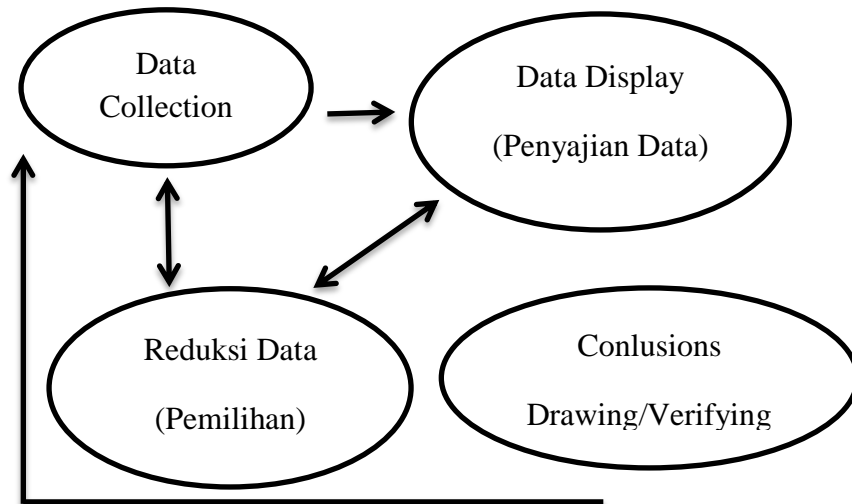 Data
Collection
Data Display
(Penyajian Data)
Reduksi Data
(Pemilihan)
Conlusions
Drawing/Verifying